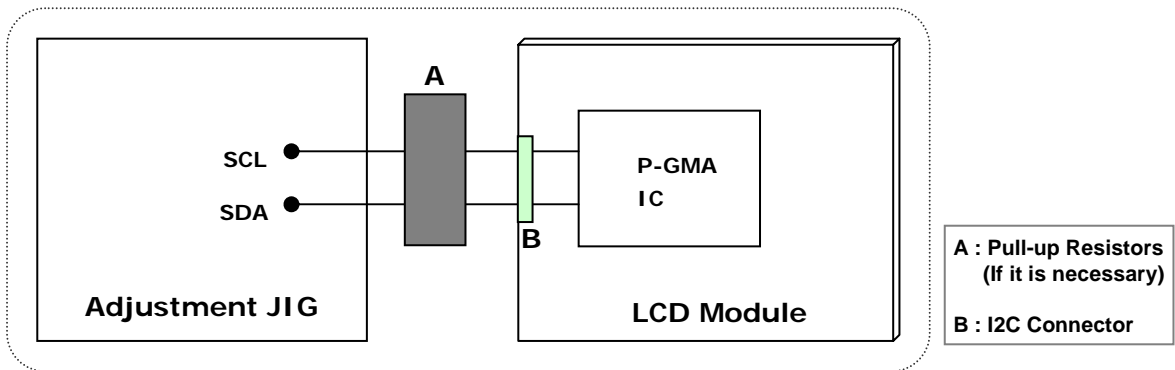 A
SCL
SDA
P-GMA
IC
B
Adjustment JIG
LCD Module
A : Pull-up Resistors
(If it is necessary)
B : I2C Connector